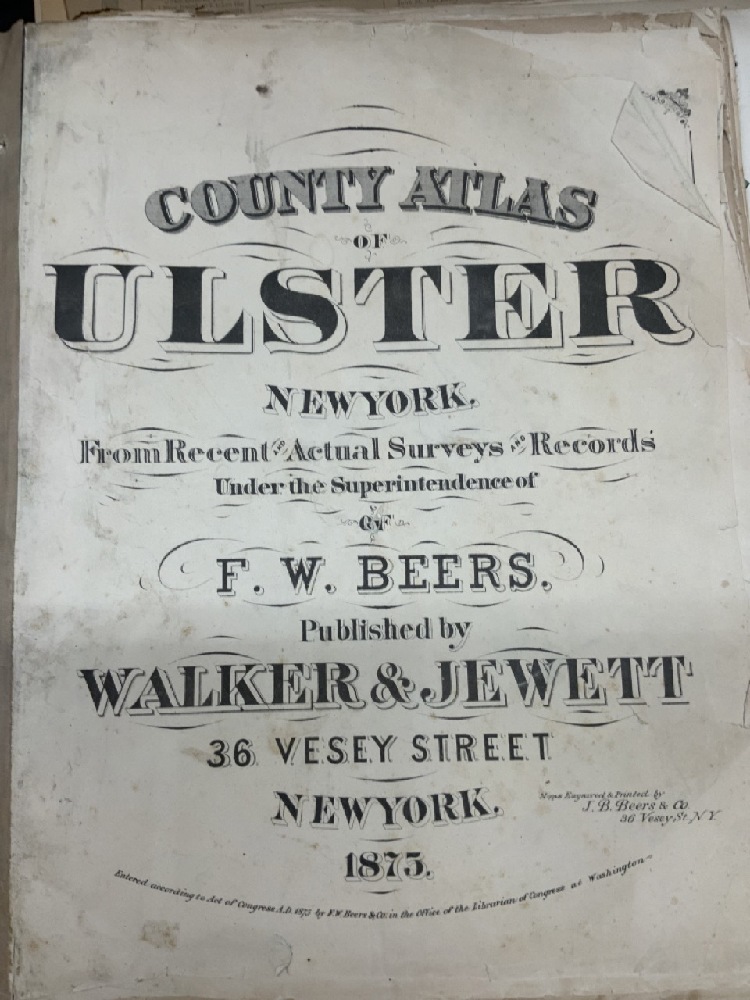 COUNTY ATLAS
OF
ULSTER
NEW YORK.
From Recent and Actual Surveys and Records
Under the Superintendence of
OF
F. W. BEERS.
Published by
WALKER & JEWETT
36 VESEY STREET
NEW YORK.
Maps Engraved & Printed by
J. B. Beers & Co.
36 Vesey St. N Y
1875.
Entered according to Act of Congress A.D. 1875 by F.W. Beers & Co. in the Office of the Librarian of Congress at Washington